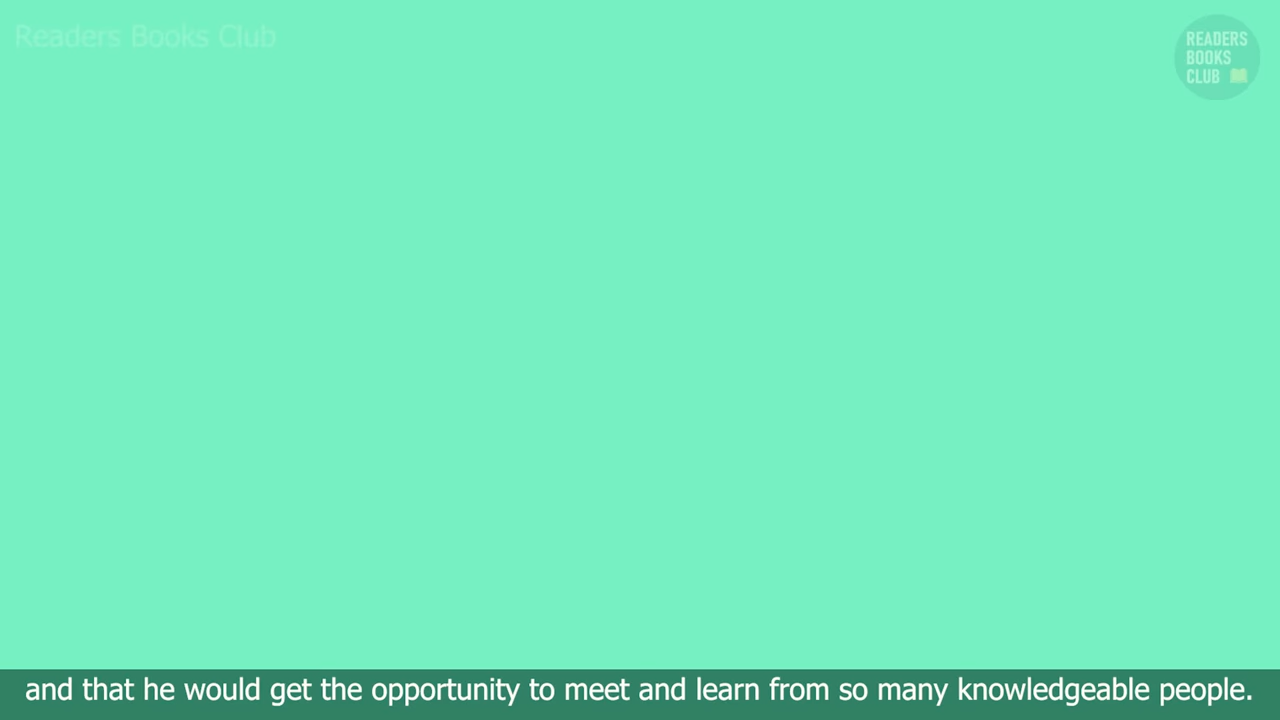 Readers Books Club
READERS
BOOKS
CLUB
and that he would get the opportunity to meet and learn from so many knowledgeable people.